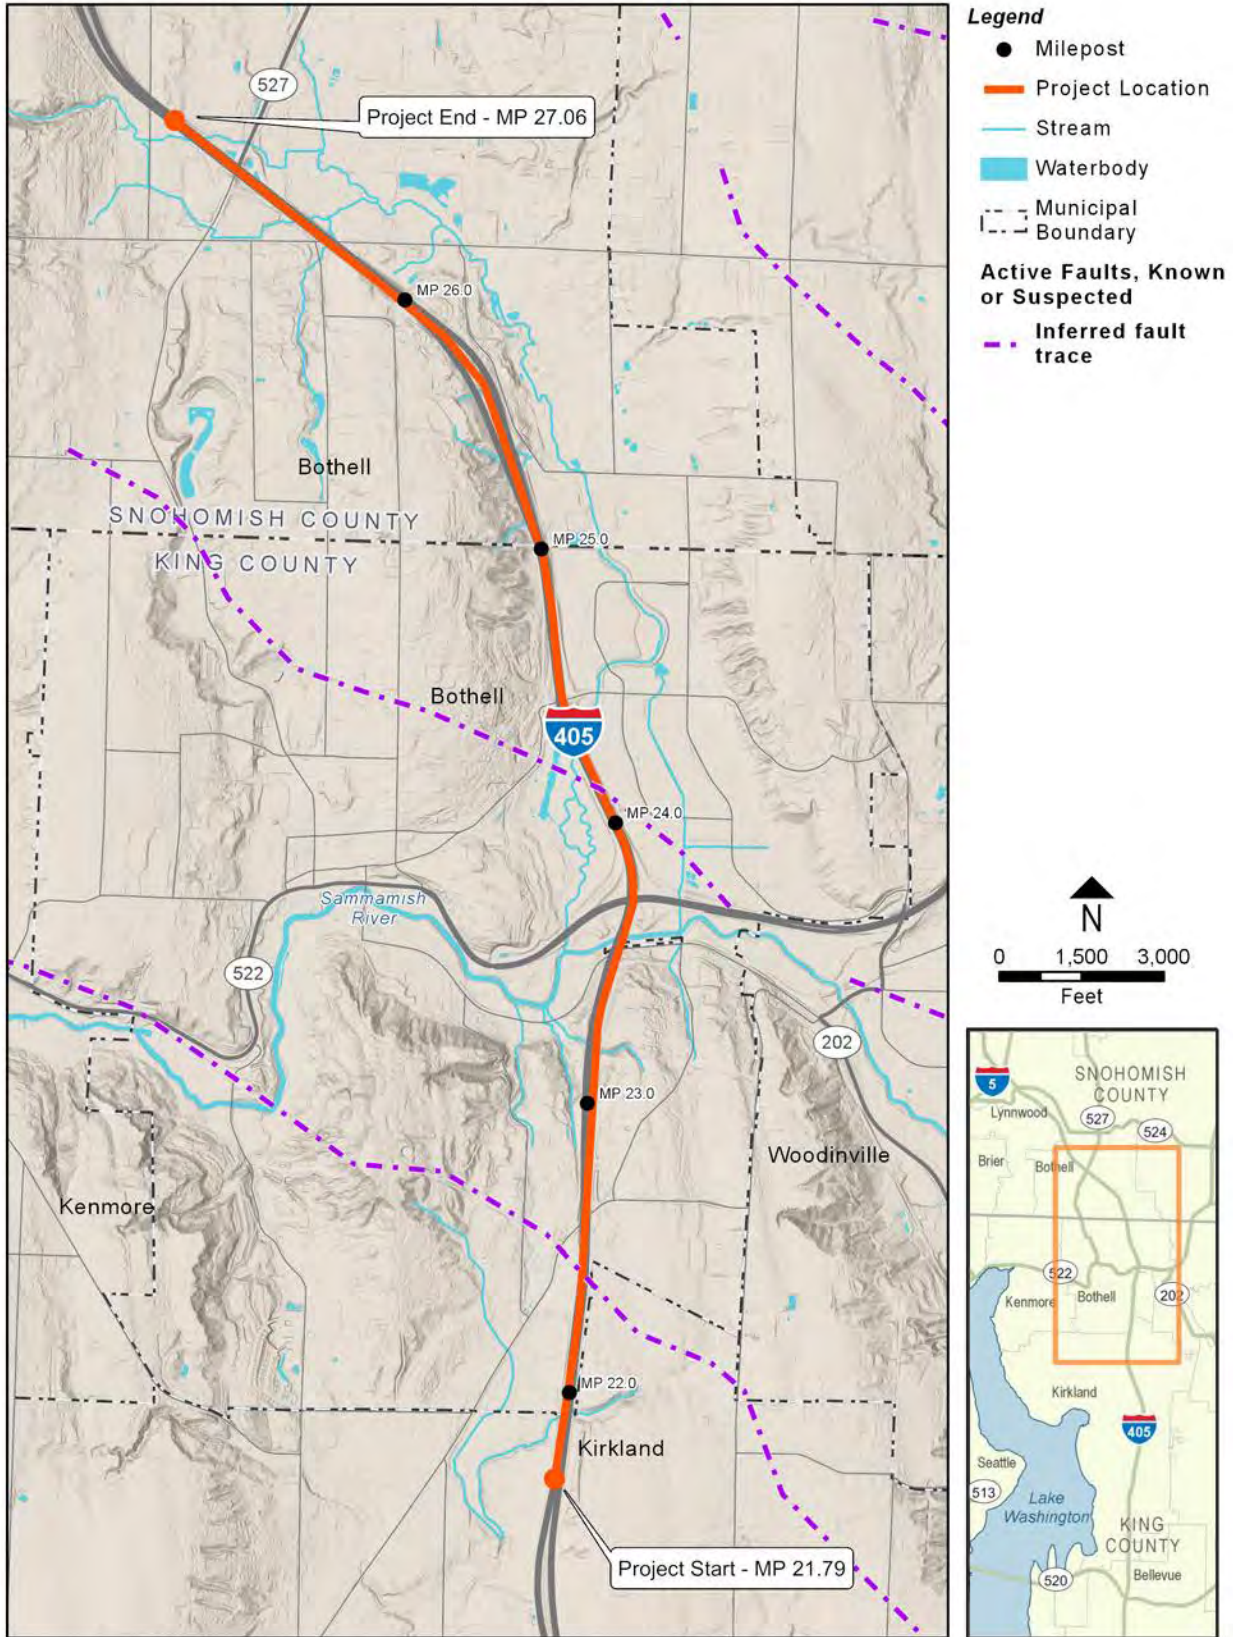 527
Project End - MP 27.06
MP 26.0
Bothell
SNOHOMISH COUNTY
MP 25.0
KING COUNTY
Bothell
405
MP 24.0
Sammamish
River
522
202
MP 23.0
Woodinville
Kenmore
MP 22.0
Kirkland
Project Start - MP 21.79
Legend
Milepost
Project Location
Stream
Waterbody
Municipal
Boundary
Active Faults, Known
or Suspected
Inferred fault
trace
N
0 1,500 3,000
Feet
5
SNOHOMISH
COUNTY
Lynnwood
527
524
Brier
Bothell
522
Kenmore
Bothell
202
Kirkland
405
Seattle
513
Lake
Washington
KING
COUNTY
520
Bellevue